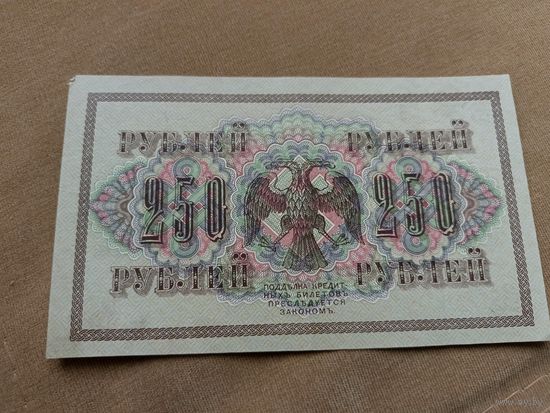 РУБЛЕЙ РУБЛЕЙ
250 250
РУБЛЕЙ РУБЛЕЙ
ПОДДѢЛКА КРЕДИТ-
НЫХЪ БИЛЕТОВЪ
ПРЕСЛѢДУЕТСЯ
ЗАКОНОМЪ.